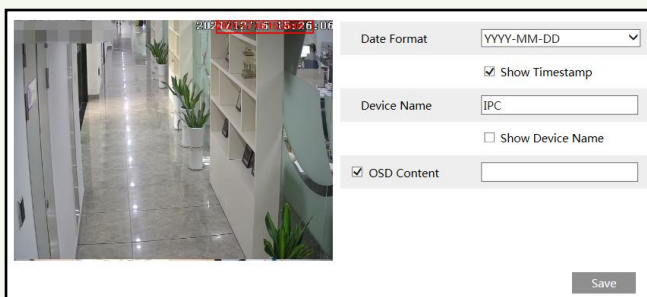 Date Format
YYYY-MM-DD
Show Timestamp
Device Name
IPC
Show Device Name
OSD Content
Save